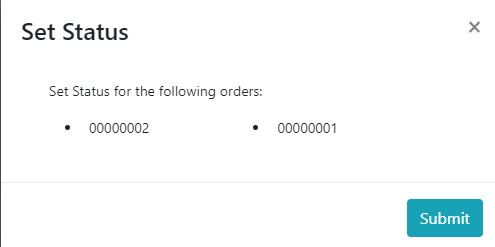 Set Status
×
Set Status for the following orders:
• 00000002 • 00000001
Submit